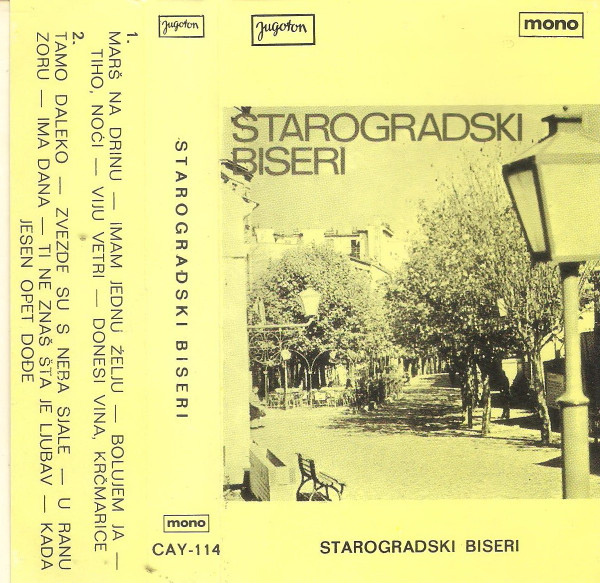 Jugoton
1.
MARŠ NA DRINU — IMAM JEDNU ŽELJU — BOLUJEM JA —
TIHO, NOĆI — VIJU VETRI — DONESI VINA, KRČMARICE
2.
TAMO DALEKO — ZVEZDE SU S NEBA SJALE — U RANU
ZORU — IMA DANA — TI NE ZNAŠ ŠTA JE LJUBAV — KADA
JESEN OPET DOĐE
STAROGRADSKI BISERI
mono
CAY-114
Jugoton
mono
STAROGRADSKI
BISERI
STAROGRADSKI BISERI